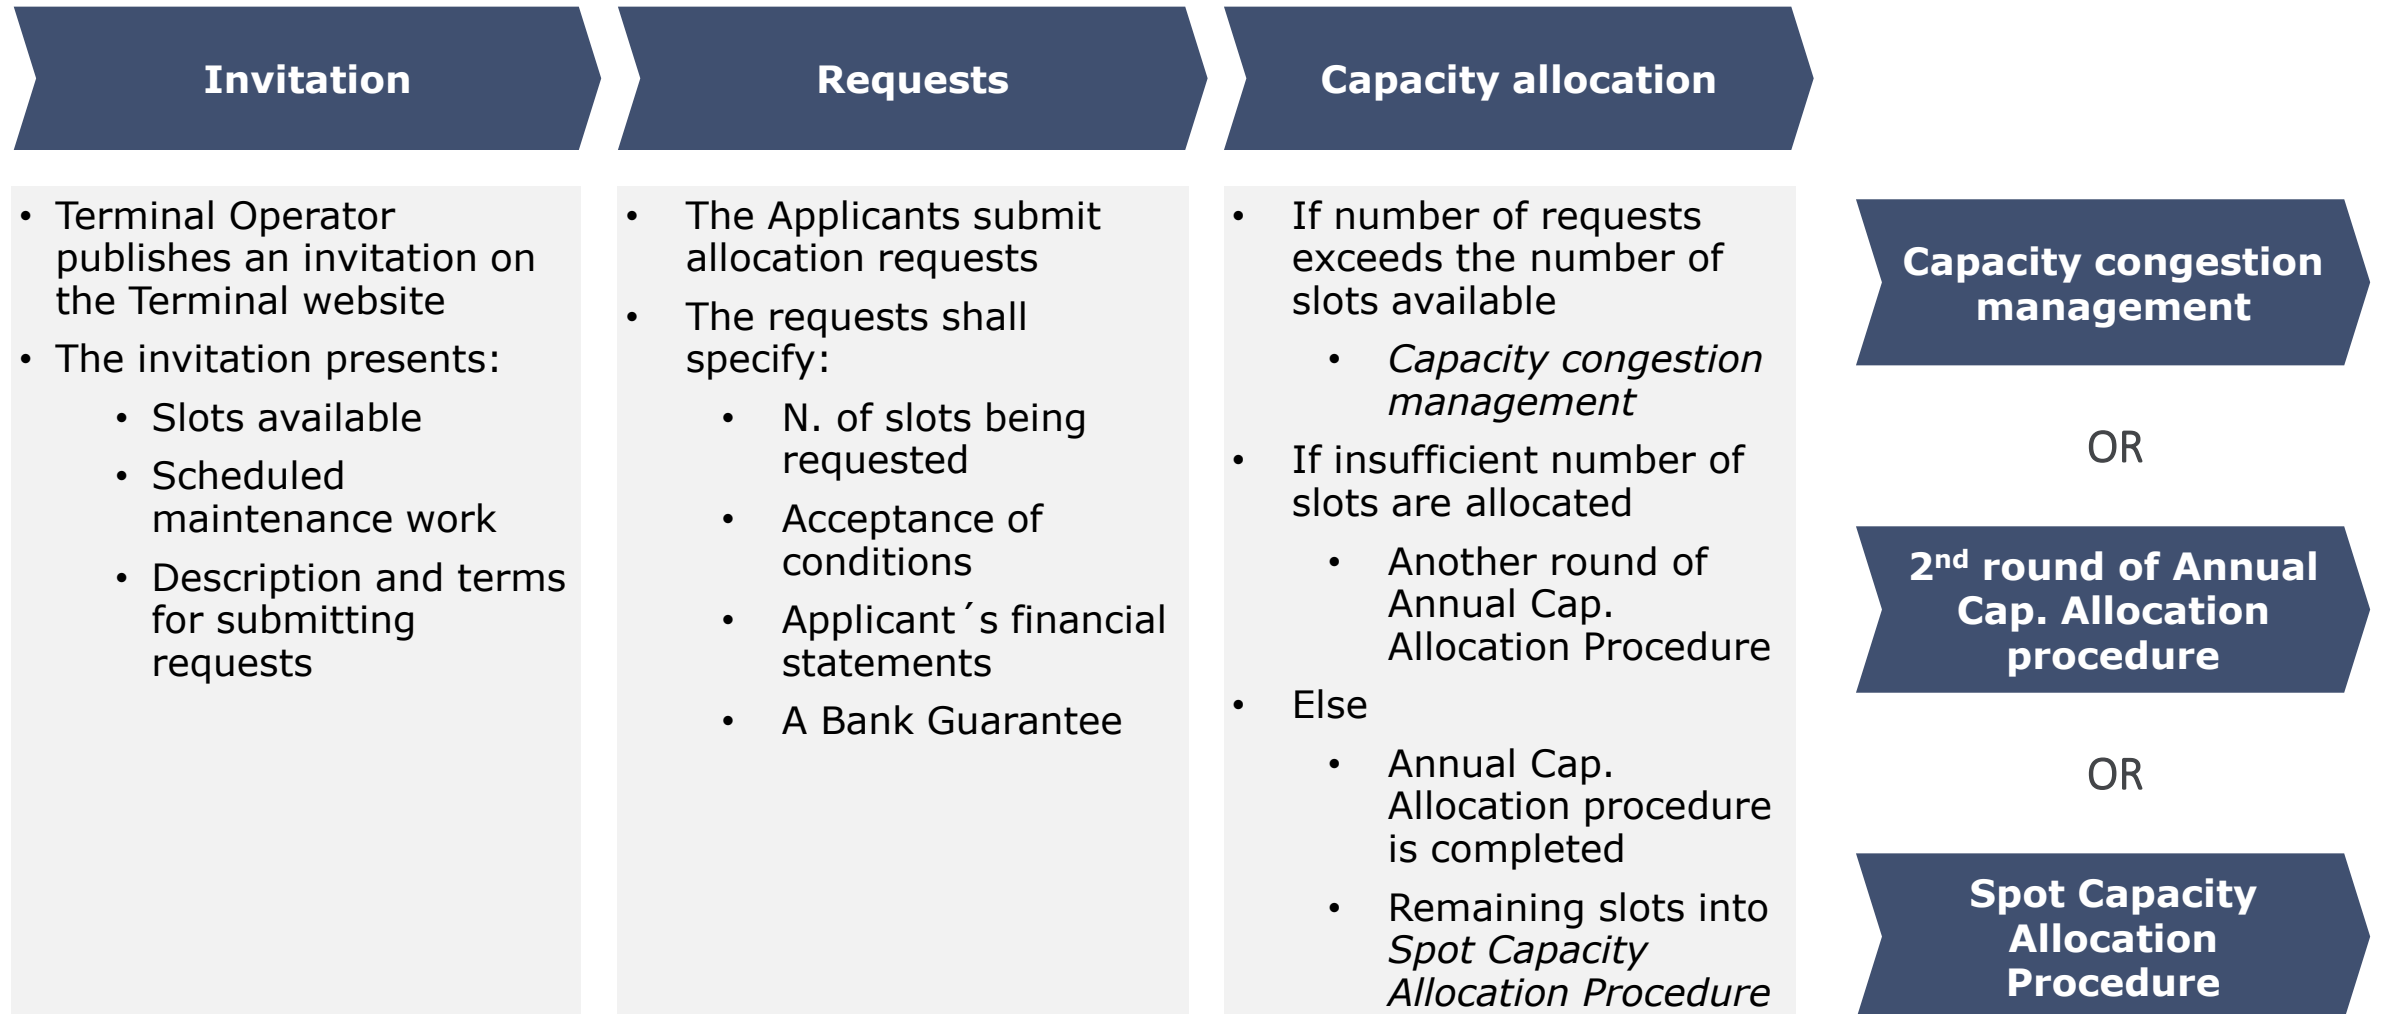 Invitation
• Terminal Operator
publishes an invitation on
the Terminal website
• The invitation presents:
• Slots available
• Scheduled
maintenance work
• Description and terms
for submitting
requests
Requests
• The Applicants submit
allocation requests
• The requests shall
specify:
• N. of slots being
requested
• Acceptance of
conditions
• Applicant´s financial
statements
• A Bank Guarantee
Capacity allocation
• If number of requests
exceeds the number of
slots available
• Capacity congestion
management
• If insufficient number of
slots are allocated
• Another round of
Annual Cap.
Allocation Procedure
• Else
• Annual Cap.
Allocation procedure
is completed
• Remaining slots into
Spot Capacity
Allocation Procedure
Capacity congestion
management
OR
2nd round of Annual
Cap. Allocation
procedure
OR
Spot Capacity
Allocation
Procedure